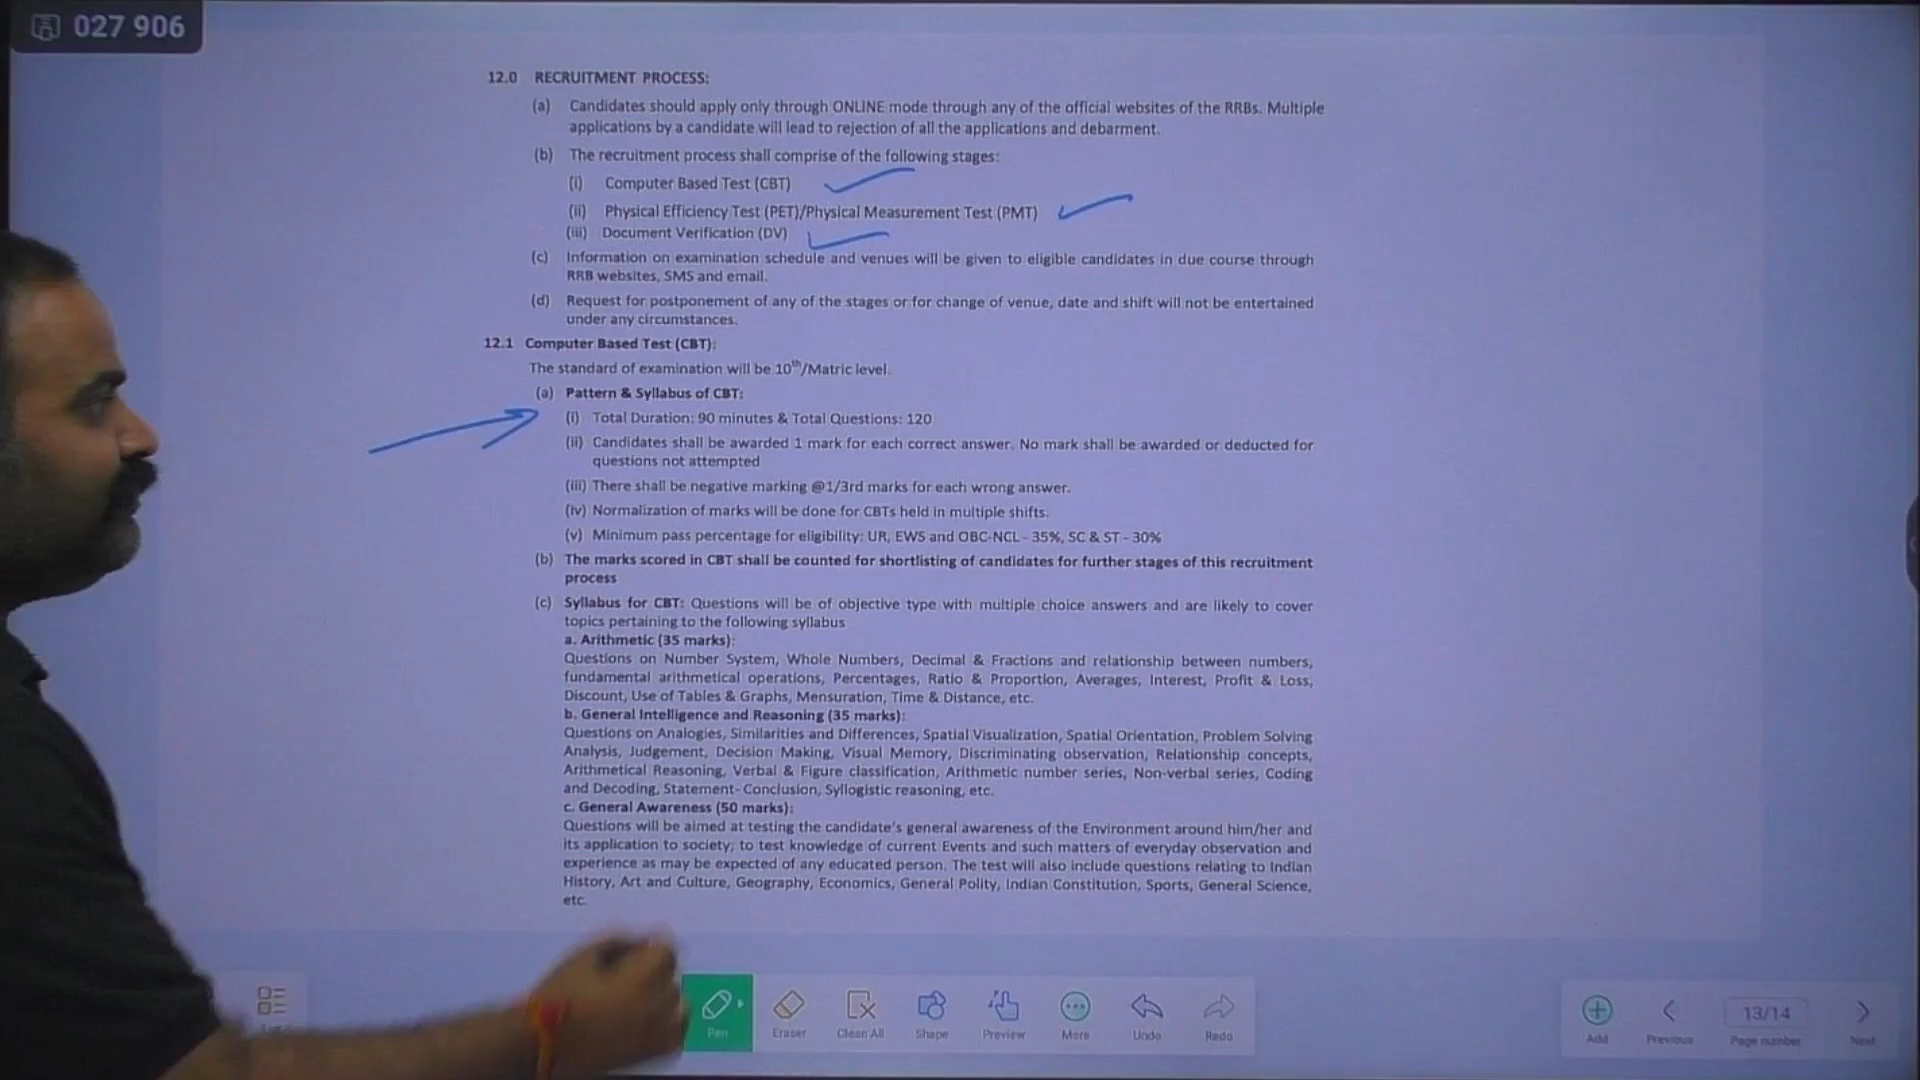 027 906
12.0 RECRUITMENT PROCESS:
(a) Candidates should apply only through ONLINE mode through any of the official websites of the RRBs. Multiple
applications by a candidate will lead to rejection of all the applications and debarment.
(b) The recruitment process shall comprise of the following stages:
(i) Computer Based Test (CBT)
(ii) Physical Efficiency Test (PET)/Physical Measurement Test (PMT)
(iii) Document Verification (DV)
(c) Information on examination schedule and venues will be given to eligible candidates in due course through
RRB websites, SMS and email.
(d) Request for postponement of any of the stages or for change of venue, date and shift will not be entertained
under any circumstances.
12.1 Computer Based Test (CBT):
The standard of examination will be 10th/Matric level.
(a) Pattern & Syllabus of CBT:
(i) Total Duration: 90 minutes & Total Questions: 120
(ii) Candidates shall be awarded 1 mark for each correct answer. No mark shall be awarded or deducted for
questions not attempted
(iii) There shall be negative marking @1/3rd marks for each wrong answer.
(iv) Normalization of marks will be done for CBTs held in multiple shifts.
(v) Minimum pass percentage for eligibility: UR, EWS and OBC-NCL - 35%, SC & ST - 30%
(b) The marks scored in CBT shall be counted for shortlisting of candidates for further stages of this recruitment
process
(c) Syllabus for CBT: Questions will be of objective type with multiple choice answers and are likely to cover
topics pertaining to the following syllabus
a. Arithmetic (35 marks):
Questions on Number System, Whole Numbers, Decimal & Fractions and relationship between numbers,
fundamental arithmetical operations, Percentages, Ratio & Proportion, Averages, Interest, Profit & Loss,
Discount, Use of Tables & Graphs, Mensuration, Time & Distance, etc.
b. General Intelligence and Reasoning (35 marks):
Questions on Analogies, Similarities and Differences, Spatial Visualization, Spatial Orientation, Problem Solving
Analysis, Judgement, Decision Making, Visual Memory, Discriminating observation, Relationship concepts,
Arithmetical Reasoning, Verbal & Figure classification, Arithmetic number series, Non-verbal series, Coding
and Decoding, Statement- Conclusion, Syllogistic reasoning, etc.
c. General Awareness (50 marks):
Questions will be aimed at testing the candidate's general awareness of the Environment around him/her and
its application to society; to test knowledge of current Events and such matters of everyday observation and
experience as may be expected of any educated person. The test will also include questions relating to Indian
History, Art and Culture, Geography, Economics, General Polity, Indian Constitution, Sports, General Science,
etc.
Pen Eraser Clean All Shape Preview More Undo Redo
13/14
Add Previous Page number Next